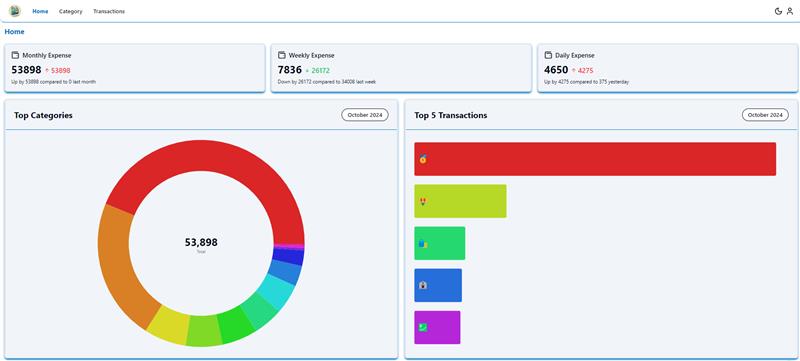 Home Category Transactions
Home
Monthly Expense
53898 ↑ 53898
Up by 53898 compared to 0 last month
Weekly Expense
7836 ↓ 26172
Down by 26172 compared to 34008 last week
Daily Expense
4650 ↑ 4275
Up by 4275 compared to 375 yesterday
Top Categories October 2024
53,898
Total
Top 5 Transactions October 2024